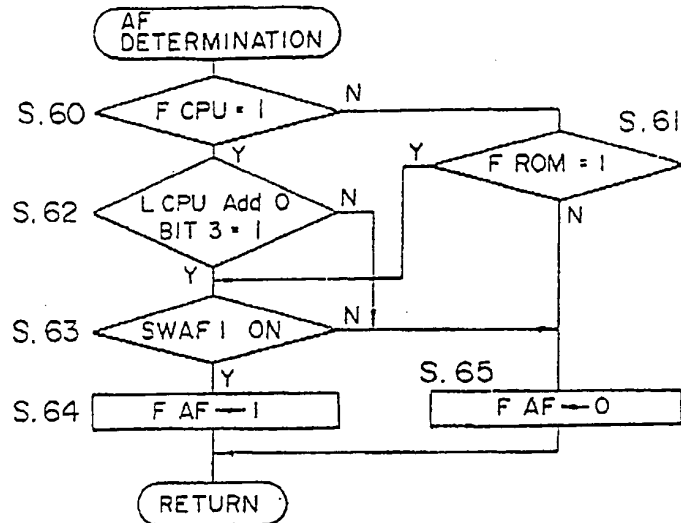 AF
DETERMINATION
S.60
F CPU = 1
N
Y
S.61
F ROM = 1
Y
N
S.62
L CPU Add 0
BIT 3 = 1
N
Y
S.63
SWAF1 ON
N
Y
S.64
F AF ← 1
S.65
F AF ← 0
RETURN